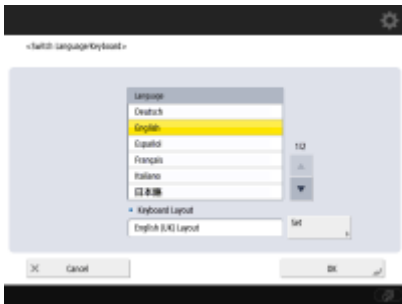 <Switch Language/Keyboard>
Language
Deutsch
English
Español
Français
Italiano
日本語
1/2
Keyboard Layout
English (UK) Layout
Set
Cancel
OK